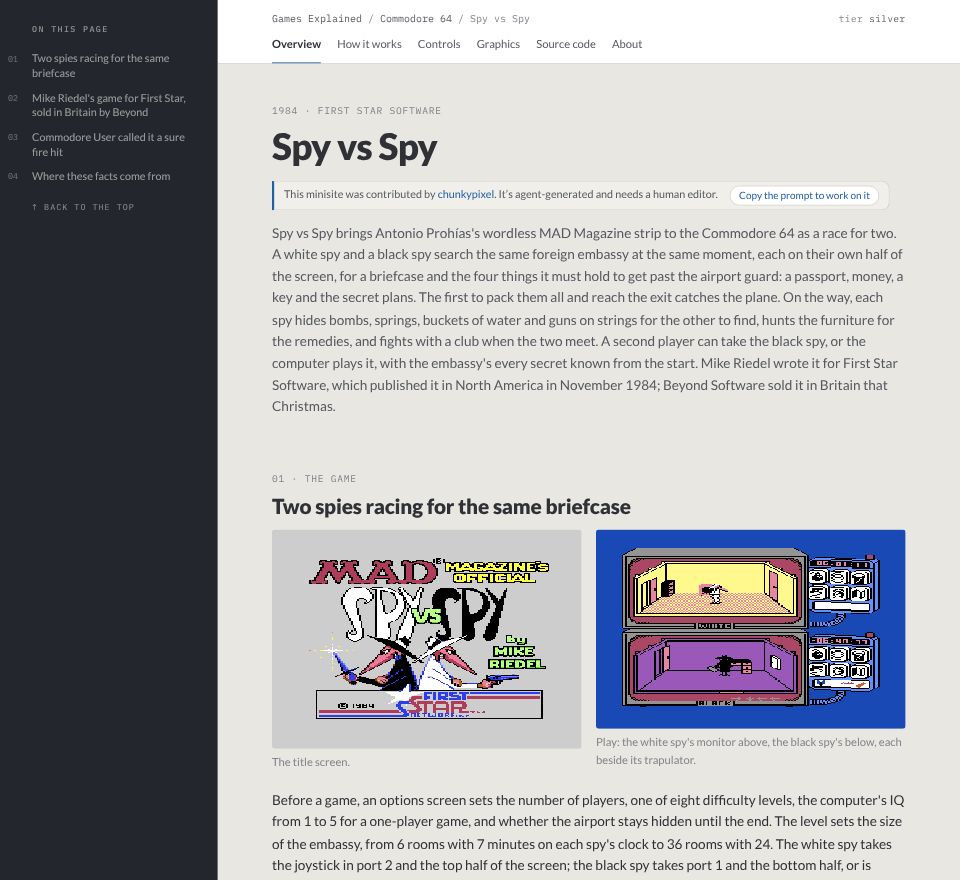 ON THIS PAGE
01 Two spies racing for the same
briefcase
02 Mike Riedel's game for First Star,
sold in Britain by Beyond
03 Commodore User called it a sure
fire hit
04 Where these facts come from
↑ BACK TO THE TOP
Games Explained / Commodore 64 / Spy vs Spy
tier silver
Overview How it works Controls Graphics Source code About
1984 · FIRST STAR SOFTWARE
Spy vs Spy
This minisite was contributed by chunkypixel. It's agent-generated and needs a human editor. Copy the prompt to work on it
Spy vs Spy brings Antonio Prohías's wordless MAD Magazine strip to the Commodore 64 as a race for two.
A white spy and a black spy search the same foreign embassy at the same moment, each on their own half of
the screen, for a briefcase and the four things it must hold to get past the airport guard: a passport, money, a
key and the secret plans. The first to pack them all and reach the exit catches the plane. On the way, each
spy hides bombs, springs, buckets of water and guns on strings for the other to find, hunts the furniture for
the remedies, and fights with a club when the two meet. A second player can take the black spy, or the
computer plays it, with the embassy's every secret known from the start. Mike Riedel wrote it for First Star
Software, which published it in North America in November 1984; Beyond Software sold it in Britain that
Christmas.
01 · THE GAME
Two spies racing for the same briefcase
MAD MAGAZINE'S
OFFICIAL
SPY VS SPY
by
MIKE
RIEDEL
© 1984
FIRST
STAR
WHITE
BLACK
The title screen.
Play: the white spy's monitor above, the black spy's below, each
beside its trapulator.
Before a game, an options screen sets the number of players, one of eight difficulty levels, the computer's IQ
from 1 to 5 for a one-player game, and whether the airport stays hidden until the end. The level sets the size
of the embassy, from 6 rooms with 7 minutes on each spy's clock to 36 rooms with 24. The white spy takes
the joystick in port 2 and the top half of the screen; the black spy takes port 1 and the bottom half, or is